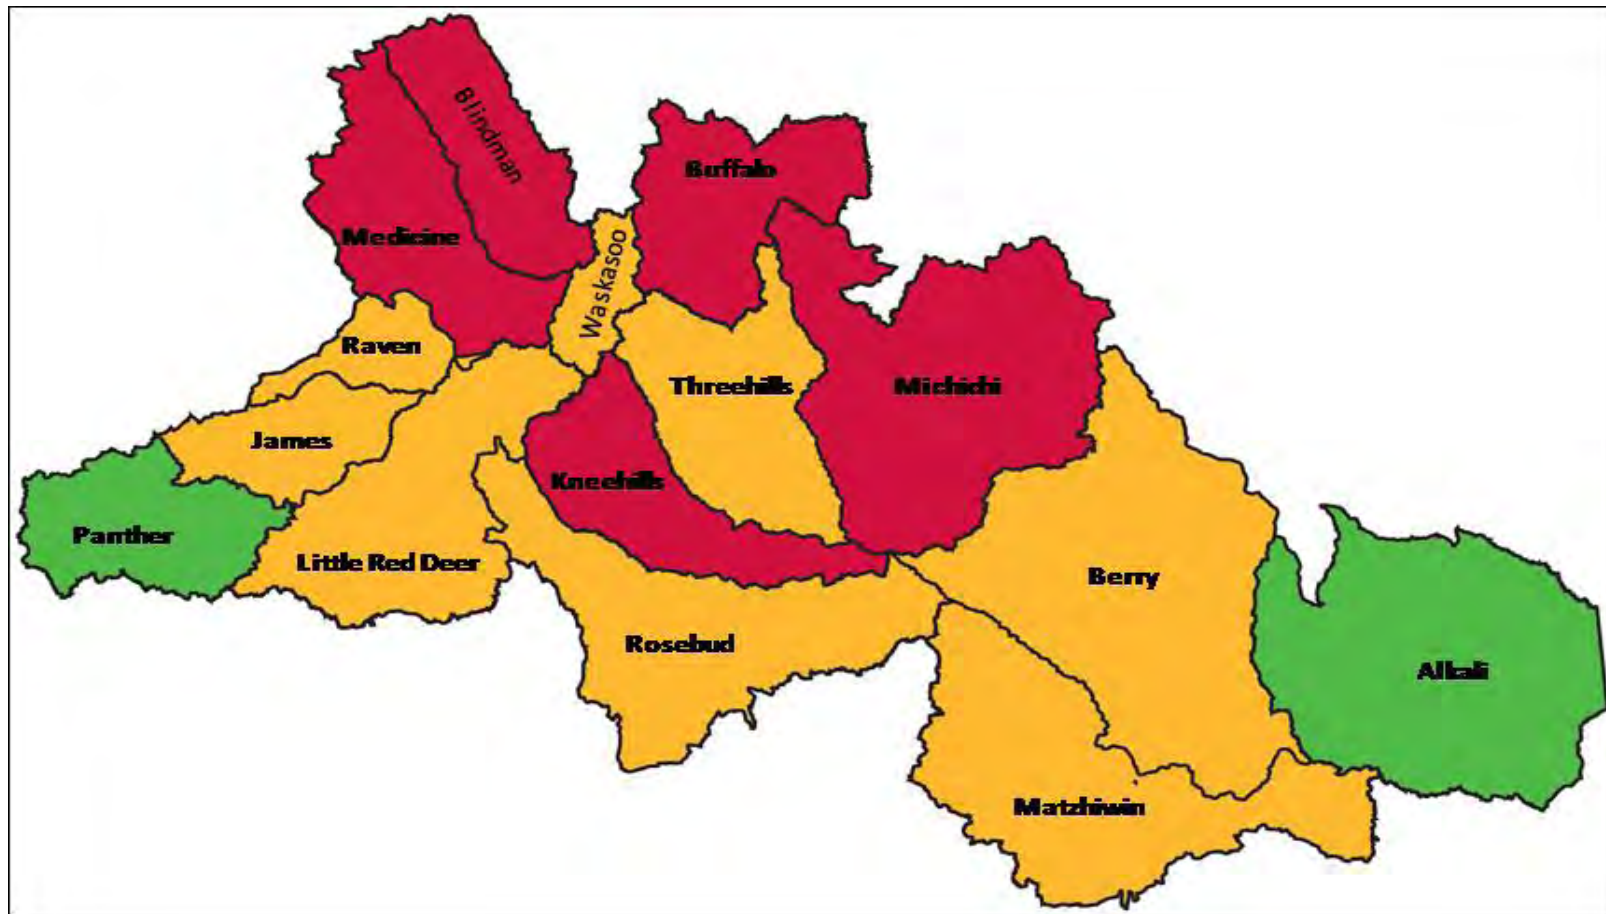 Blindman
Buffalo
Medicine
Waskasoo
Raven
Threehills
Michichi
James
Kneehills
Panther
Little Red Deer
Berry
Rosebud
Alkali
Matzhiwin